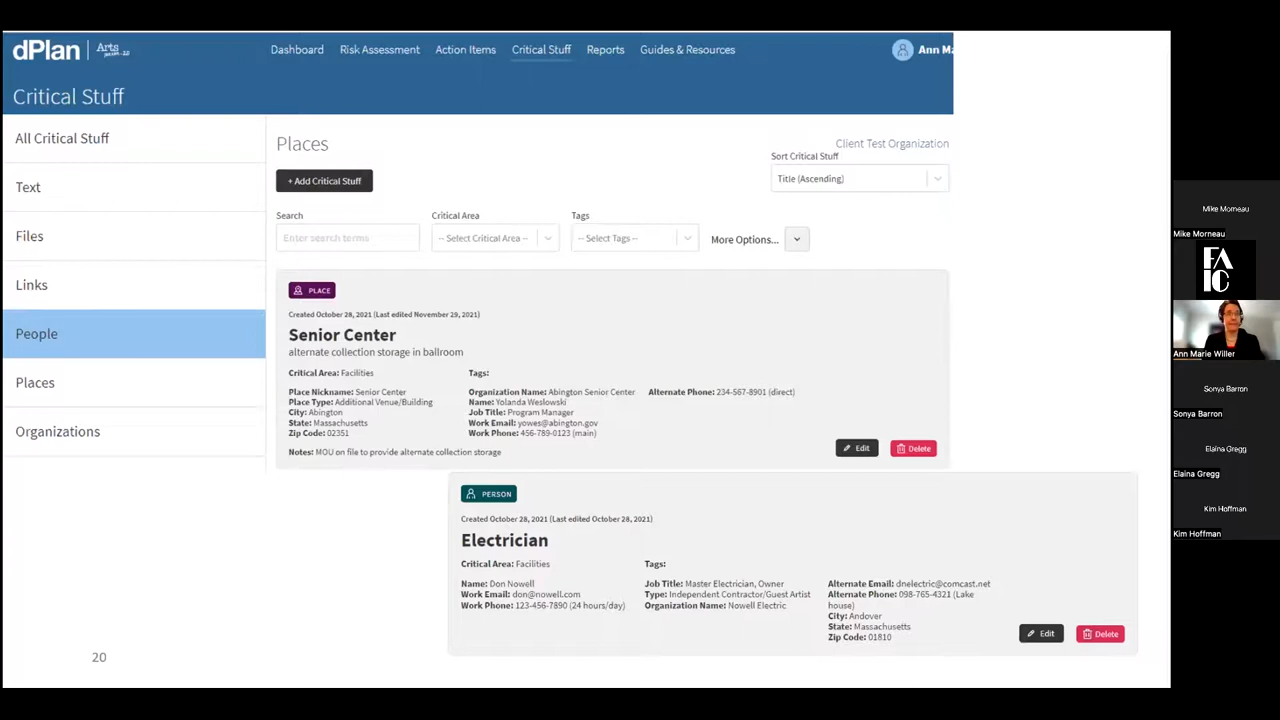 dPlan | Arts
Dashboard Risk Assessment Action Items Critical Stuff Reports Guides & Resources Ann Ma
Critical Stuff
All Critical Stuff
Text
Files
Links
People
Places
Organizations
Places
Client Test Organization
+ Add Critical Stuff
Sort Critical Stuff
Title (Ascending)
Search
Enter search terms
Critical Area
-- Select Critical Area --
Tags
-- Select Tags --
More Options...
PLACE
Created October 28, 2021 (Last edited November 29, 2021)
Senior Center
alternate collection storage in ballroom
Critical Area: Facilities
Tags:
Place Nickname: Senior Center
Place Type: Additional Venue/Building
City: Abington
State: Massachusetts
Zip Code: 02351
Organization Name: Abington Senior Center
Name: Yolanda Weslowski
Job Title: Program Manager
Work Email: yowes@abington.gov
Work Phone: 456-789-0123 (main)
Alternate Phone: 234-567-8901 (direct)
Notes: MOU on file to provide alternate collection storage
Edit
Delete
PERSON
Created October 28, 2021 (Last edited October 28, 2021)
Electrician
Critical Area: Facilities
Tags:
Name: Don Nowell
Work Email: don@nowell.com
Work Phone: 123-456-7890 (24 hours/day)
Job Title: Master Electrician, Owner
Type: Independent Contractor/Guest Artist
Organization Name: Nowell Electric
Alternate Email: dnelectric@comcast.net
Alternate Phone: 098-765-4321 (Lake
house)
City: Andover
State: Massachusetts
Zip Code: 01810
Edit
Delete
20
Mike Morneau
Mike Morneau
FA
IC
Ann Marie Willer
Sonya Barron
Sonya Barron
Elaina Gregg
Elaina Gregg
Kim Hoffman
Kim Hoffman